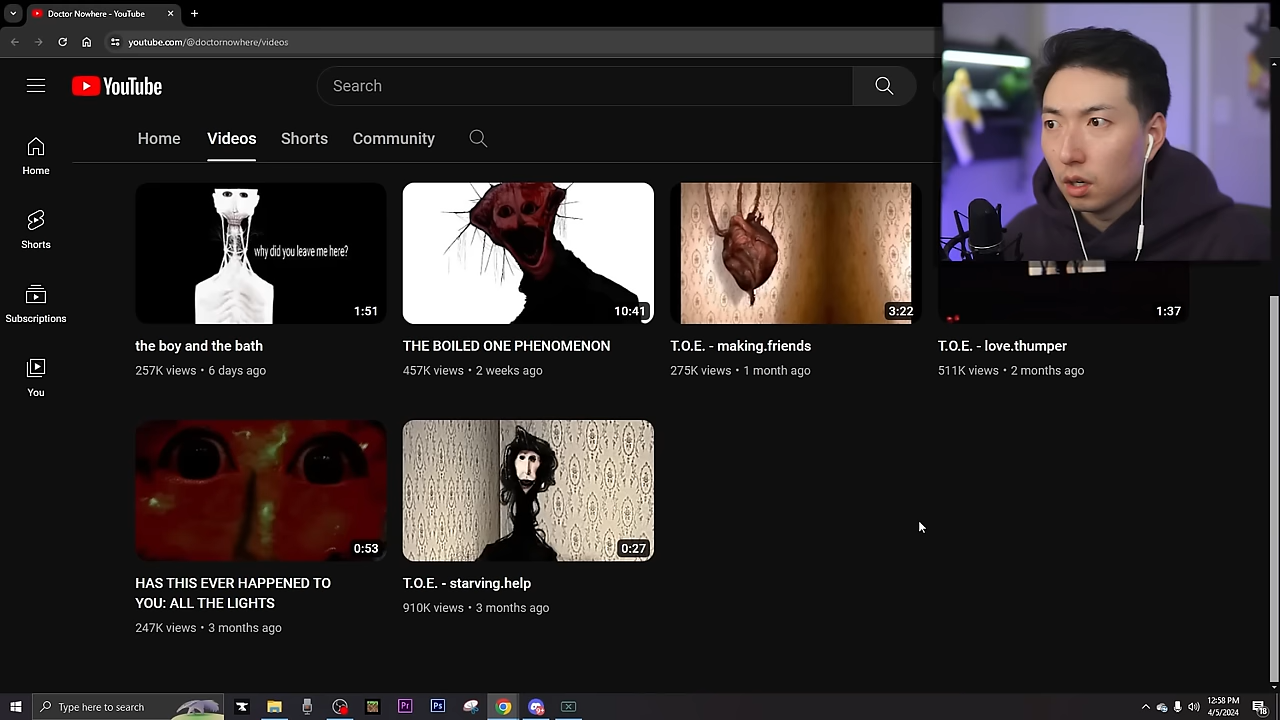 Doctor Nowhere - YouTube
youtube.com/@doctornowhere/videos
YouTube
Search
Home
Videos
Shorts
Community
Home
Shorts
Subscriptions
You
why did you leave me here?
1:51
10:41
3:22
1:37
the boy and the bath
257K views • 6 days ago
THE BOILED ONE PHENOMENON
457K views • 2 weeks ago
T.O.E. - making.friends
275K views • 1 month ago
T.O.E. - love.thumper
511K views • 2 months ago
0:53
0:27
HAS THIS EVER HAPPENED TO
YOU: ALL THE LIGHTS
247K views • 3 months ago
T.O.E. - starving.help
910K views • 3 months ago
Type here to search
Pr
Ps
12:58 PM
4/5/2024
18